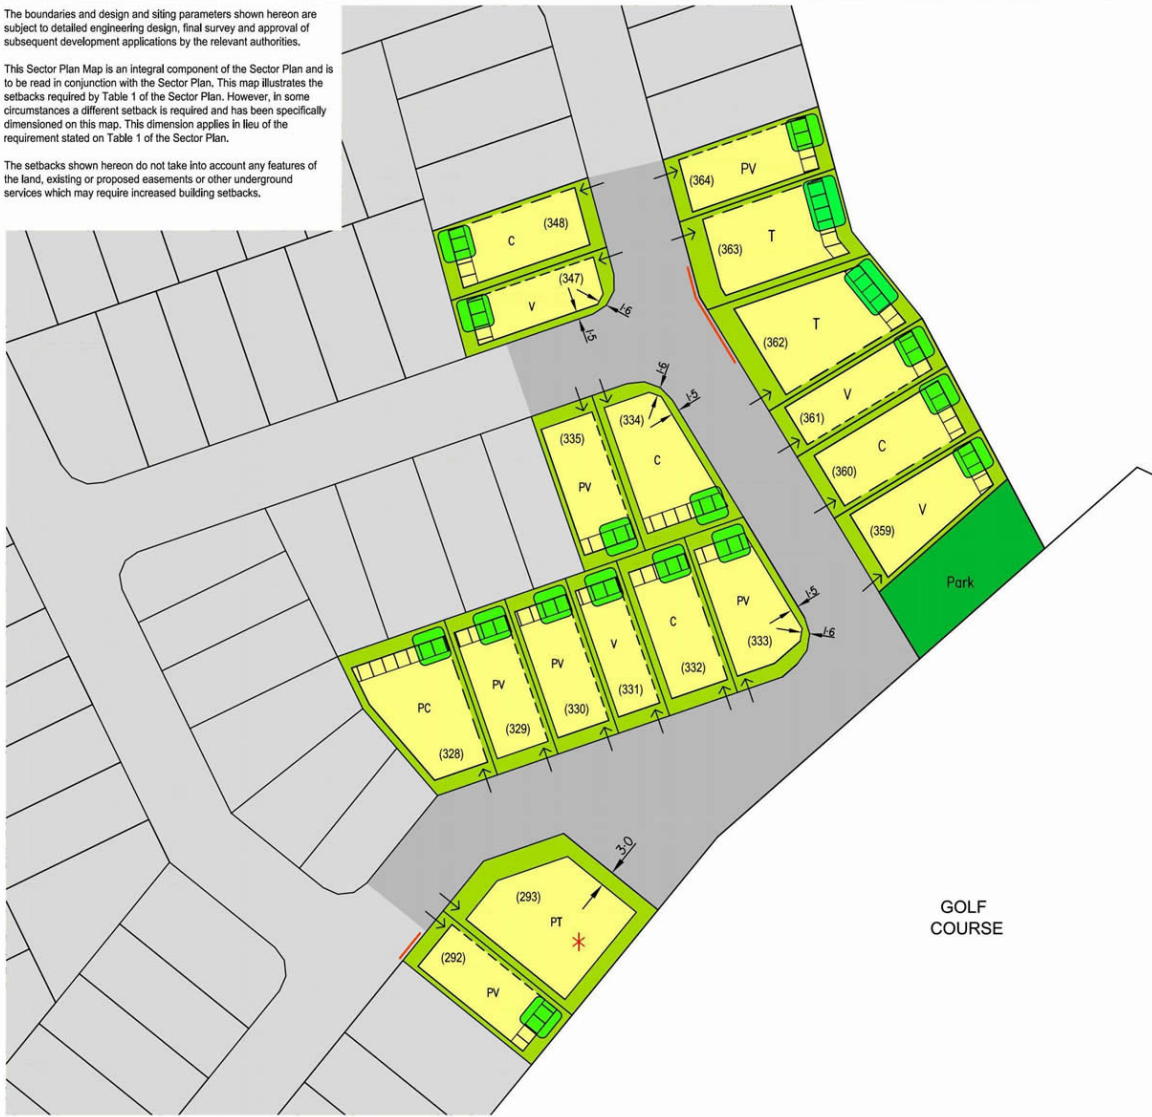 The boundaries and design and siting parameters shown hereon are
subject to detailed engineering design, final survey and approval of
subsequent development applications by the relevant authorities.
This Sector Plan Map is an integral component of the Sector Plan and is
to be read in conjunction with the Sector Plan. This map illustrates the
setbacks required by Table 1 of the Sector Plan. However, in some
circumstances a different setback is required and has been specifically
dimensioned on this map. This dimension applies in lieu of the
requirement stated on Table 1 of the Sector Plan.
The setbacks shown hereon do not take into account any features of
the land, existing or proposed easements or other underground
services which may require increased building setbacks.
(364)
PV
(348)
C
(363)
T
(347)
V
1·6
1·5
T
(362)
1·6
1·5
V
(361)
(334)
C
(335)
PV
C
(360)
V
(359)
Park
PV
(333)
1·5
1·6
C
(332)
V
(331)
PV
(330)
PV
(329)
PC
(328)
3·0
(293)
PT
(292)
PV
GOLF
COURSE